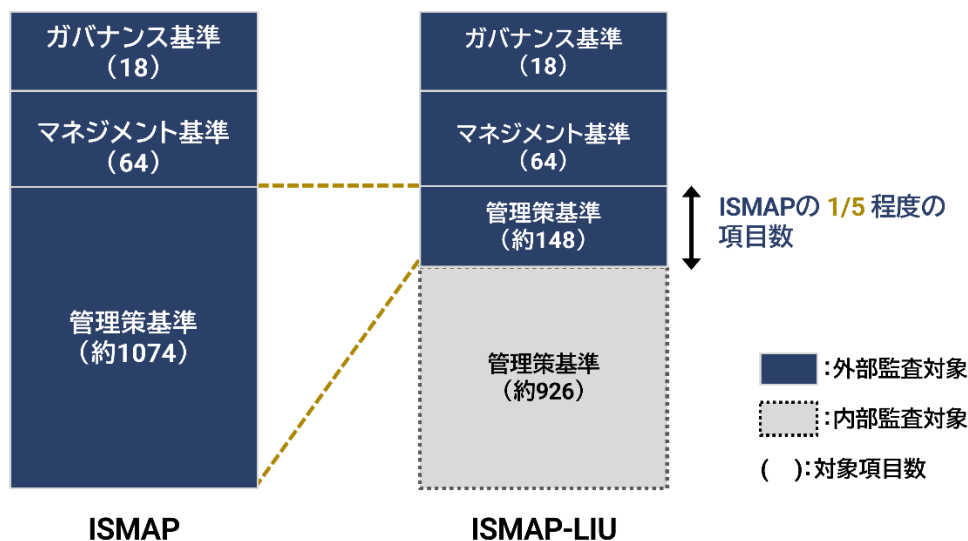 ガバナンス基準
（18）
マネジメント基準
（64）
管理策基準
（約1074）
ISMAP
ガバナンス基準
（18）
マネジメント基準
（64）
管理策基準
（約148）
管理策基準
（約926）
ISMAP-LIU
ISMAPの 1/5 程度の
項目数
：外部監査対象
：内部監査対象
(　)：対象項目数